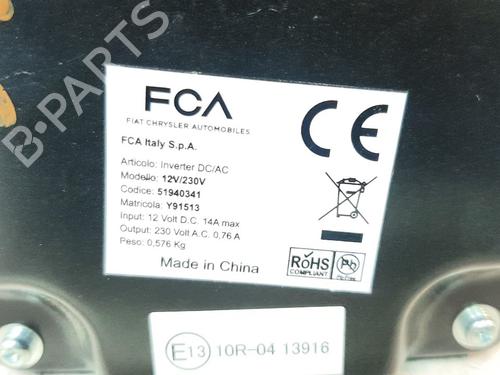 B-PARTS
FCA
FIAT CHRYSLER AUTOMOBILES
FCA Italy S.p.A.
Articolo: Inverter DC/AC
Modello: 12V/230V
Codice: 51940341
Matricola: Y91513
Input: 12 Volt D.C. 14A max
Output: 230 Volt A.C. 0,76 A
Peso: 0,576 Kg
Made in China
CE
RoHS
COMPLIANT
Pb
Pb-Free
E13 10R-04 13916